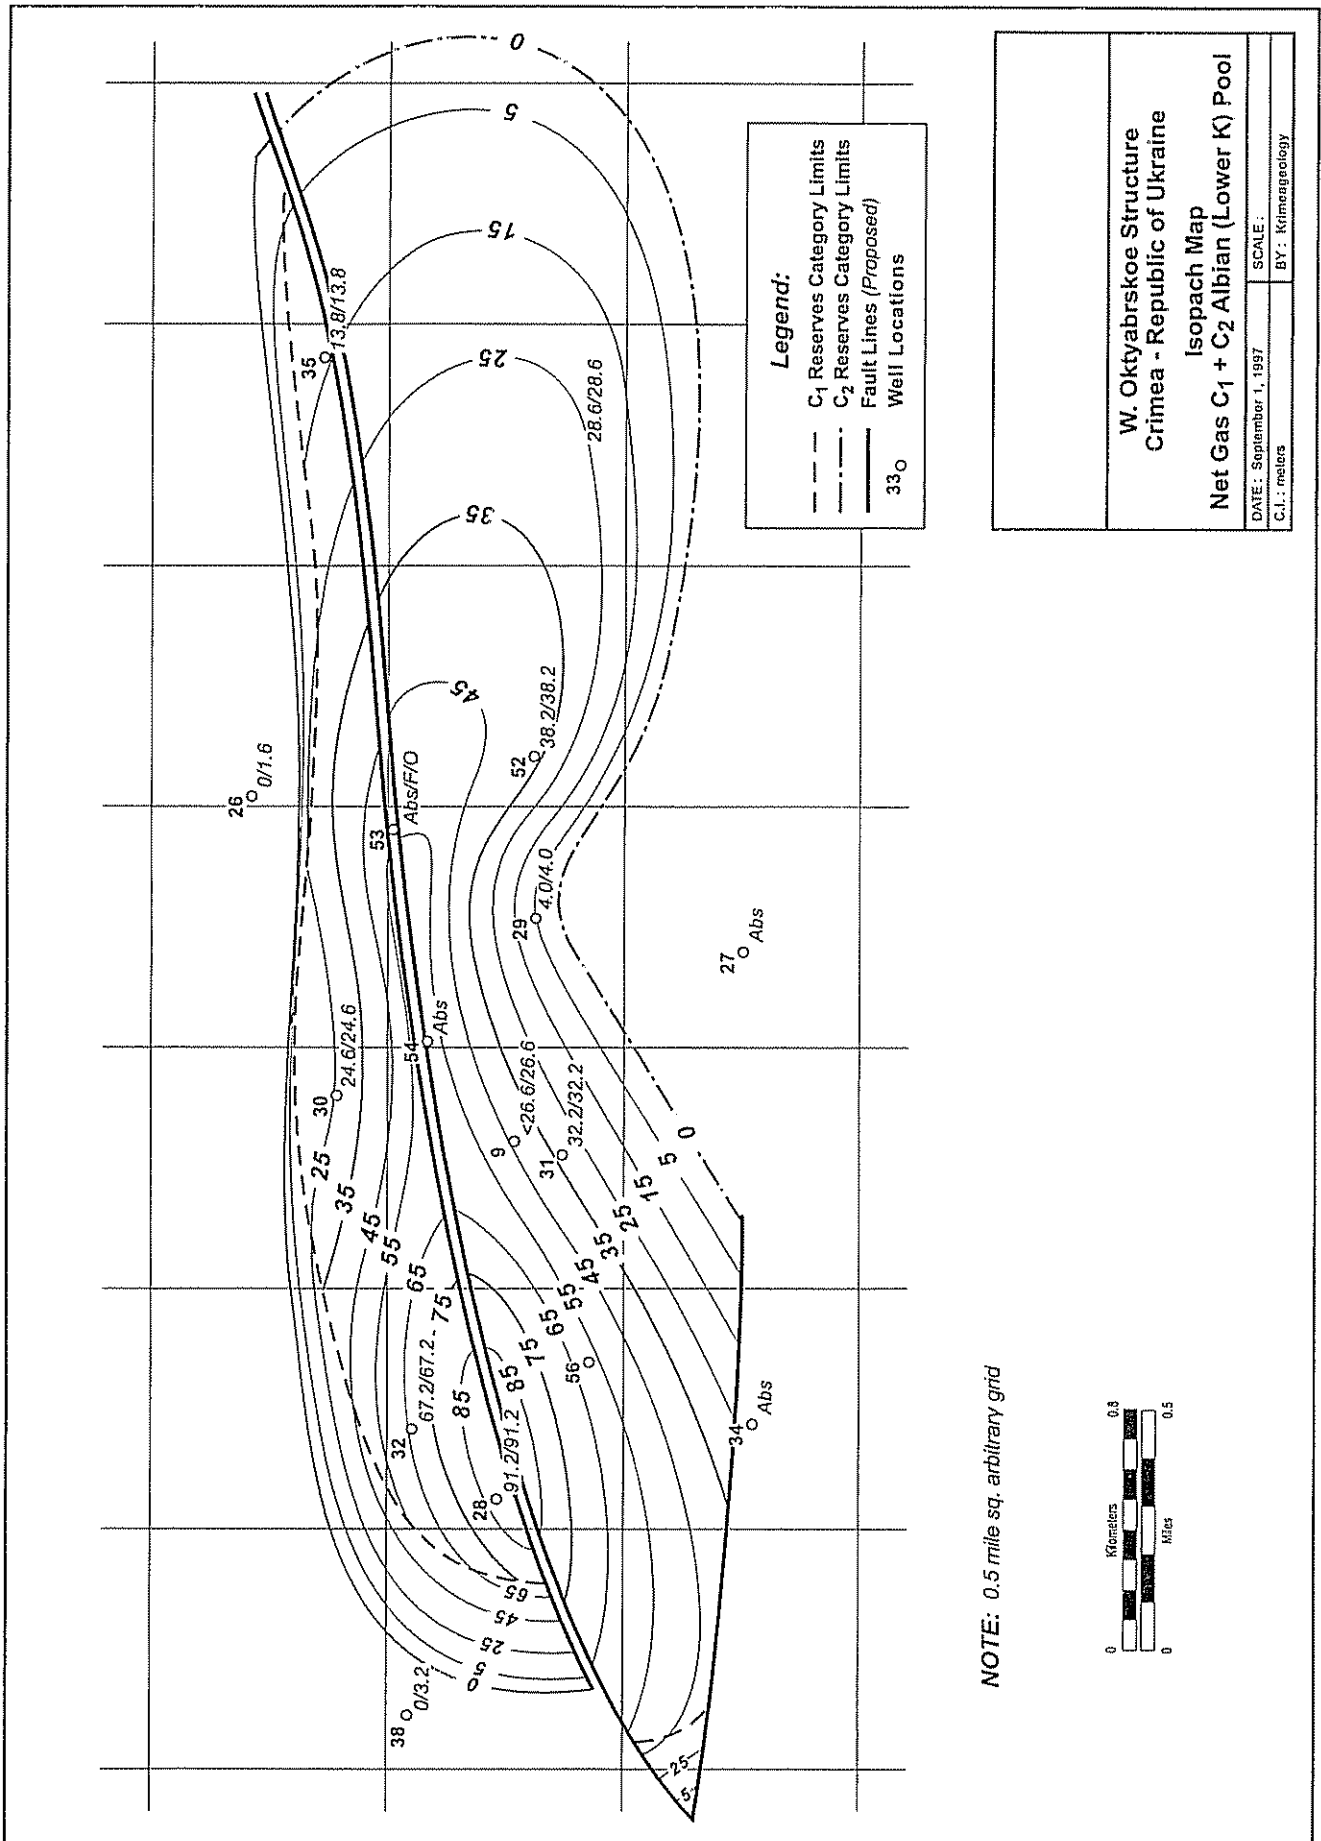 W. Oktyabrskoe Structure
Crimea - Republic of Ukraine
Isopach Map
Net Gas C1 + C2 Albian (Lower K) Pool
DATE : September 1, 1997
SCALE :
C.I. : meters
BY : Krimeageology
Legend:
C1 Reserves Category Limits
C2 Reserves Category Limits
Fault Lines (Proposed)
33 Well Locations
NOTE: 0.5 mile sq. arbitrary grid
0 Kilometers 0.8
0 Miles 0.5
38
0/3.2
32
67.2/67.2
28
91.2/91.2
30
24.6/24.6
26
0/1.6
35
13.8/13.8
53
Abs/F/O
54
Abs
9
<26.6/26.6
31
32.2/32.2
29
4.0/4.0
52
38.2/38.2
28.6/28.6
56
34
Abs
27
Abs
25
35
45
55
65
75
85
85
75
65
55
45
35
25
15
5
0
0
5
25
45
65
5
25
45
35
25
15
5
0